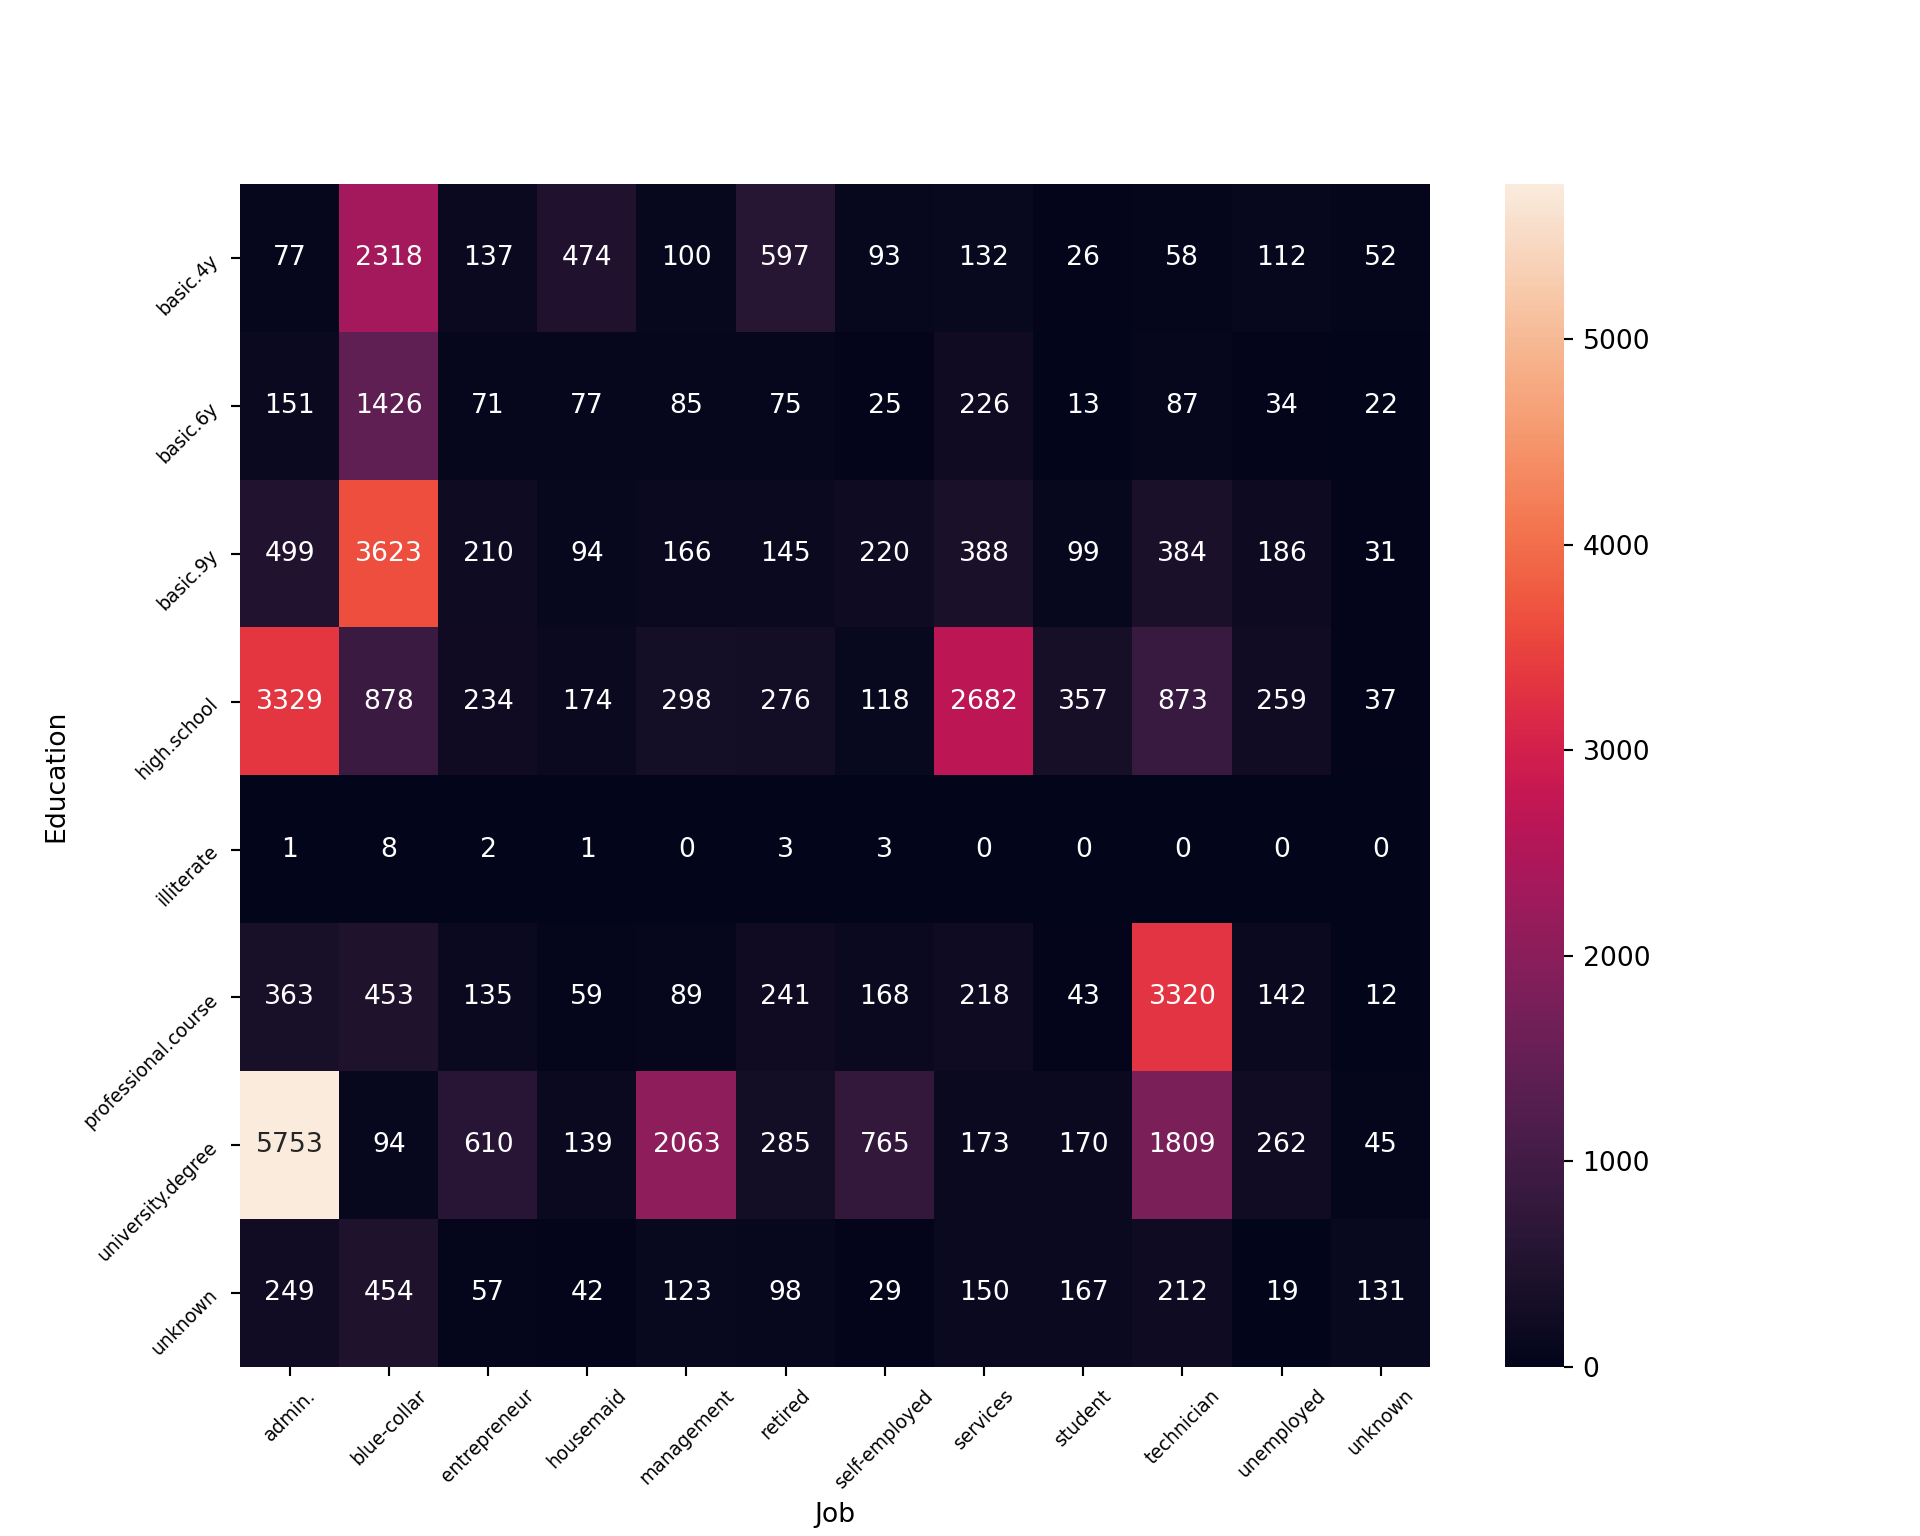 77 2318 137 474 100 597 93 132 26 58 112 52
basic.4y
5000
151 1426 71 77 85 75 25 226 13 87 34 22
basic.6y
4000
499 3623 210 94 166 145 220 388 99 384 186 31
basic.9y
3329 878 234 174 298 276 118 2682 357 873 259 37
high.school
3000
Education
1 8 2 1 0 3 3 0 0 0 0 0
illiterate
2000
363 453 135 59 89 241 168 218 43 3320 142 12
professional.course
5753 94 610 139 2063 285 765 173 170 1809 262 45
university.degree
1000
249 454 57 42 123 98 29 150 167 212 19 131
unknown
0
admin. blue-collar entrepreneur housemaid management retired self-employed services student technician unemployed unknown
Job